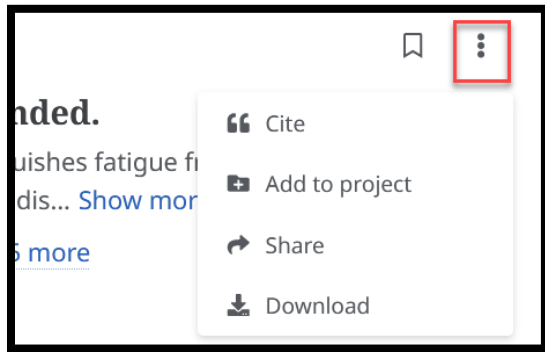 nded.
Cite
uishes fatigue
Add to project
dis... Show mor
5 more
Share
Download